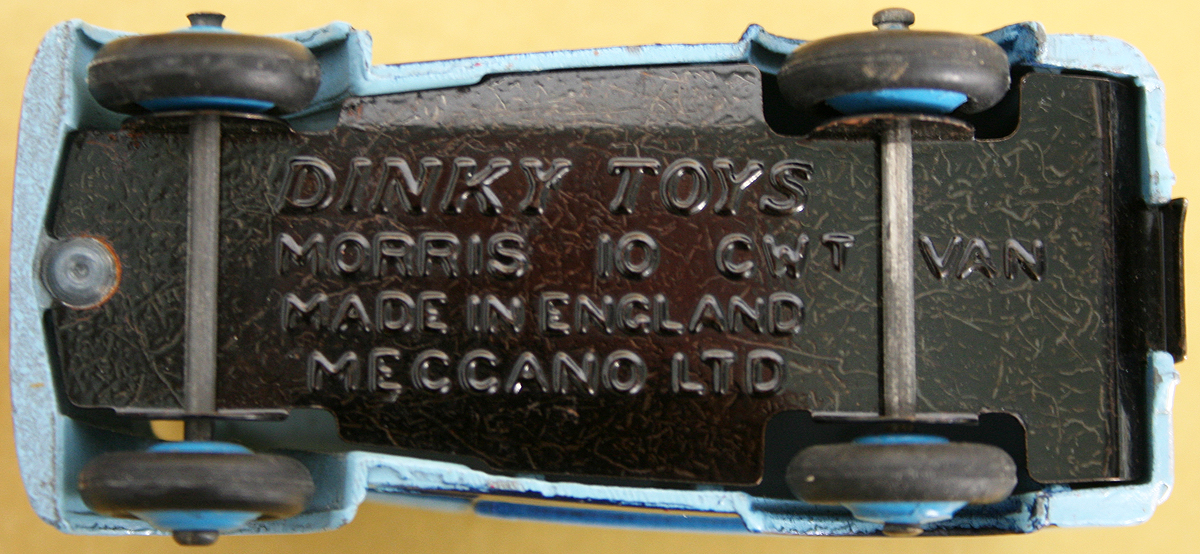 DINKY TOYS
MORRIS 10 CWT VAN
MADE IN ENGLAND
MECCANO LTD